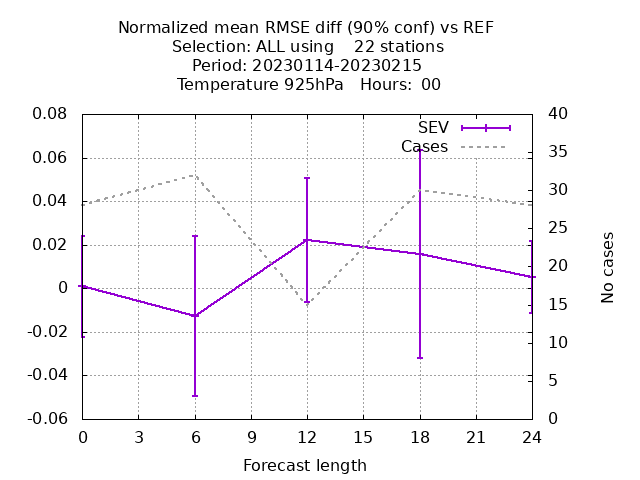 Normalized mean RMSE diff (90% conf) vs REF
Selection: ALL using    22 stations
Period: 20230114-20230215
Temperature 925hPa   Hours:  00
SEV
Cases
0.08
0.06
0.04
0.02
0
-0.02
-0.04
-0.06
40
35
30
25
20
15
10
5
0
No cases
0 3 6 9 12 15 18 21 24
Forecast length